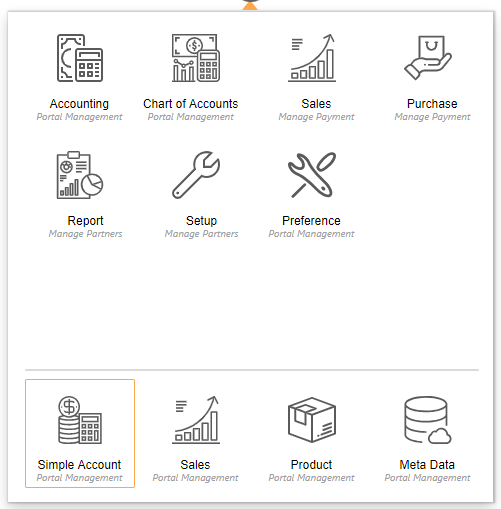 Accounting
Portal Management
Chart of Accounts
Portal Management
Sales
Manage Payment
Purchase
Manage Payment
Report
Manage Partners
Setup
Manage Partners
Preference
Portal Management
Simple Account
Portal Management
Sales
Portal Management
Product
Portal Management
Meta Data
Portal Management